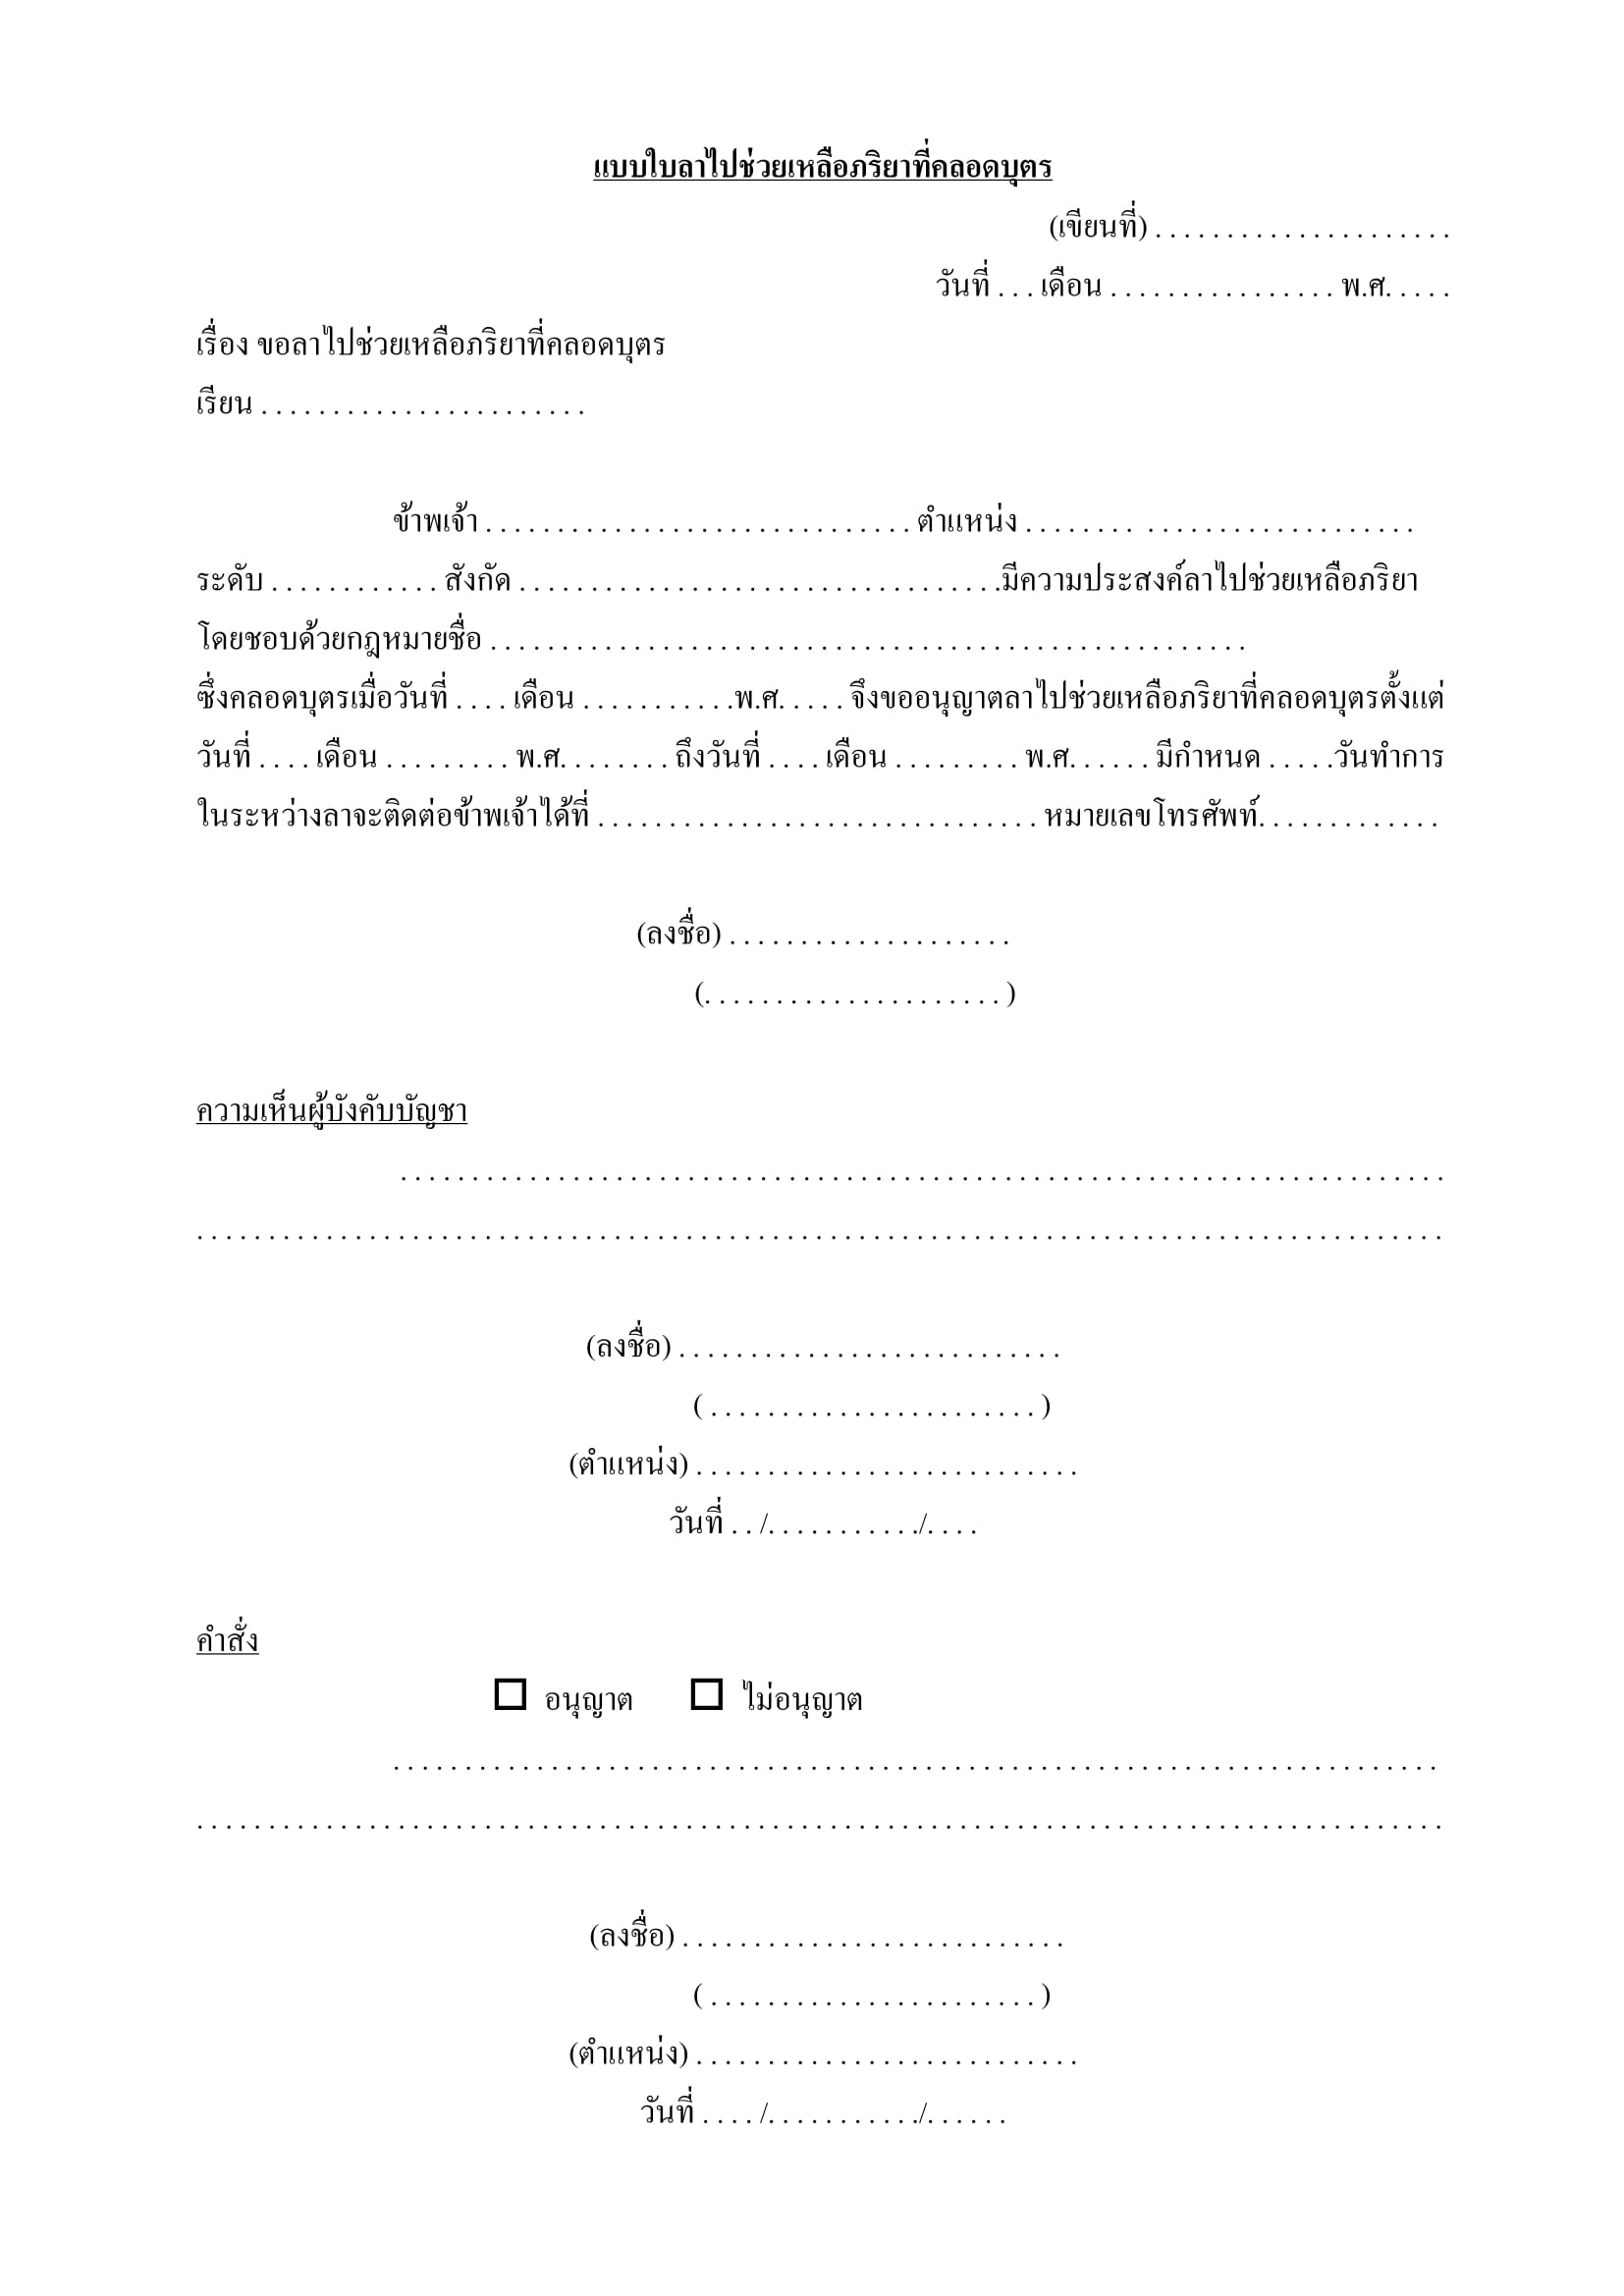 แบบใบลาไปช่วยเหลือภริยาที่คลอดบุตร
(เขียนที่) . . . . . . . . . . . . . . . . . . . . .
วันที่ . . . เดือน . . . . . . . . . . . . . . . . พ.ศ. . . . .
เรื่อง ขอลาไปช่วยเหลือภริยาที่คลอดบุตร
เรียน . . . . . . . . . . . . . . . . . . . . . . .
ข้าพเจ้า . . . . . . . . . . . . . . . . . . . . . . . . . . . . . . ตำแหน่ง . . . . . . . . . . . . . . . . . . . . . . . . . . .
ระดับ . . . . . . . . . . . . สังกัด . . . . . . . . . . . . . . . . . . . . . . . . . . . . . . . . . .มีความประสงค์ลาไปช่วยเหลือภริยา
โดยชอบด้วยกฎหมายชื่อ . . . . . . . . . . . . . . . . . . . . . . . . . . . . . . . . . . . . . . . . . . . . . . . . . . . . .
ซึ่งคลอดบุตรเมื่อวันที่ . . . . เดือน . . . . . . . . . . .พ.ศ. . . . . จึงขออนุญาตลาไปช่วยเหลือภริยาที่คลอดบุตรตั้งแต่
วันที่ . . . . เดือน . . . . . . . . . พ.ศ. . . . . . . . ถึงวันที่ . . . . เดือน . . . . . . . . . พ.ศ. . . . . . มีกำหนด . . . . .วันทำการ
ในระหว่างลาจะติดต่อข้าพเจ้าได้ที่ . . . . . . . . . . . . . . . . . . . . . . . . . . . . . . . หมายเลขโทรศัพท์. . . . . . . . . . . . .
(ลงชื่อ) . . . . . . . . . . . . . . . . . . . .
(. . . . . . . . . . . . . . . . . . . . . )
ความเห็นผู้บังคับบัญชา
. . . . . . . . . . . . . . . . . . . . . . . . . . . . . . . . . . . . . . . . . . . . . . . . . . . . . . . . . . . . . . . . . . . . . . . . .
. . . . . . . . . . . . . . . . . . . . . . . . . . . . . . . . . . . . . . . . . . . . . . . . . . . . . . . . . . . . . . . . . . . . . . . . . . . . . . . . . . . . . . .
(ลงชื่อ) . . . . . . . . . . . . . . . . . . . . . . . . . . .
( . . . . . . . . . . . . . . . . . . . . . . . )
(ตำแหน่ง) . . . . . . . . . . . . . . . . . . . . . . . . . . .
วันที่ . . /. . . . . . . . . . ./. . . .
คำสั่ง
☐ อนุญาต ☐ ไม่อนุญาต
. . . . . . . . . . . . . . . . . . . . . . . . . . . . . . . . . . . . . . . . . . . . . . . . . . . . . . . . . . . . . . . . . . . . . . . . .
. . . . . . . . . . . . . . . . . . . . . . . . . . . . . . . . . . . . . . . . . . . . . . . . . . . . . . . . . . . . . . . . . . . . . . . . . . . . . . . . . . . . . . .
(ลงชื่อ) . . . . . . . . . . . . . . . . . . . . . . . . . . .
( . . . . . . . . . . . . . . . . . . . . . . . )
(ตำแหน่ง) . . . . . . . . . . . . . . . . . . . . . . . . . . .
วันที่ . . . . /. . . . . . . . . . ./. . . . . .